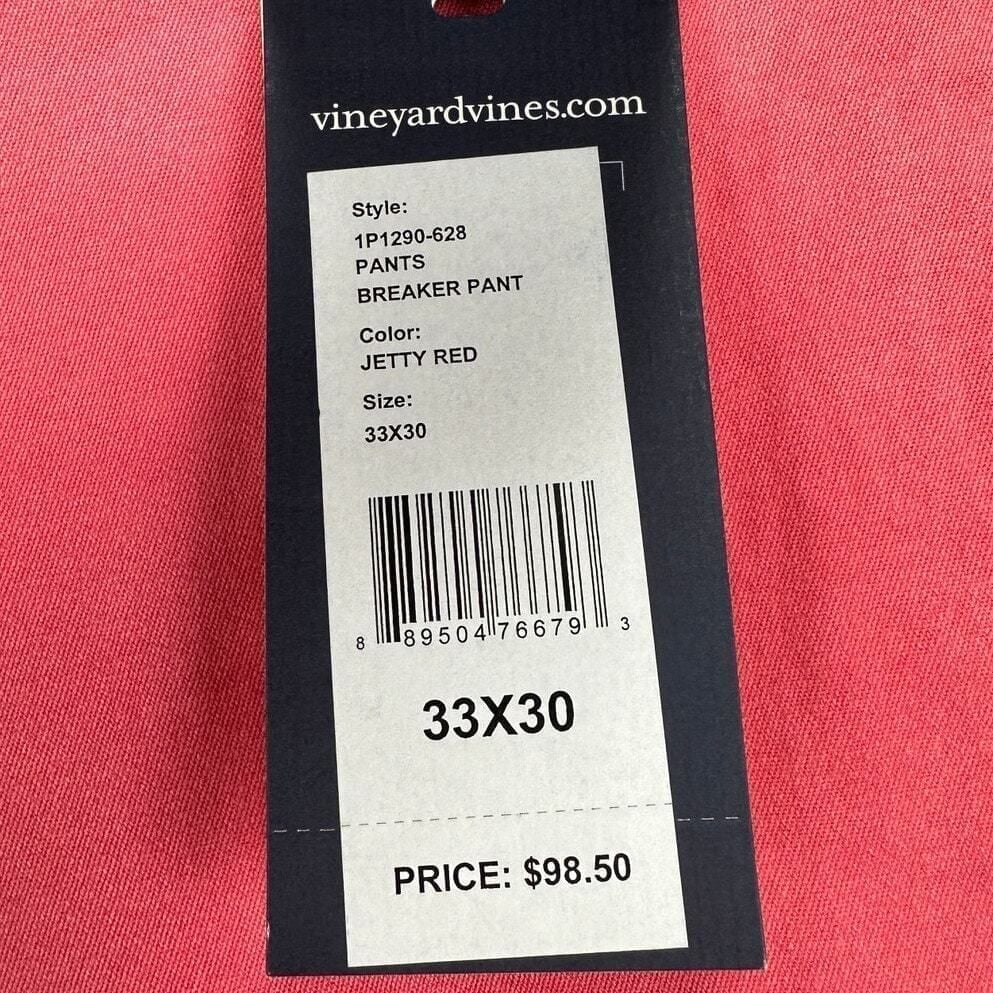 vineyardvines.com
Style:
1P1290-628
PANTS
BREAKER PANT
Color:
JETTY RED
Size:
33X30
8 89504 76679 3
33X30
PRICE: $98.50